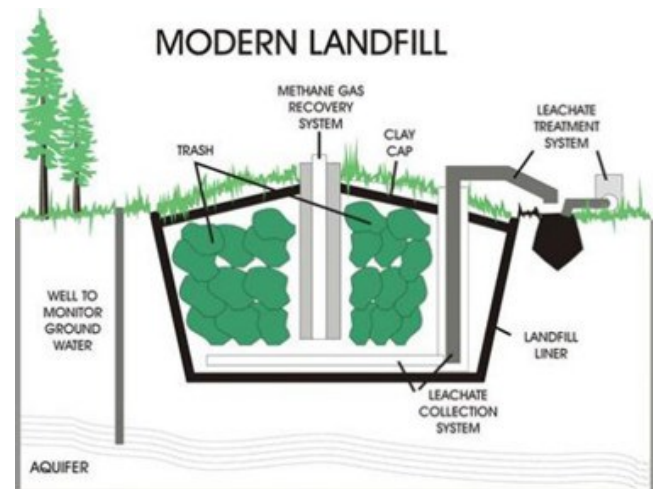 MODERN LANDFILL
METHANE GAS
RECOVERY
SYSTEM
LEACHATE
TREATMENT
SYSTEM
CLAY
CAP
TRASH
WELL TO
MONITOR
GROUND
WATER
LANDFILL
LINER
LEACHATE
COLLECTION
SYSTEM
AQUIFER